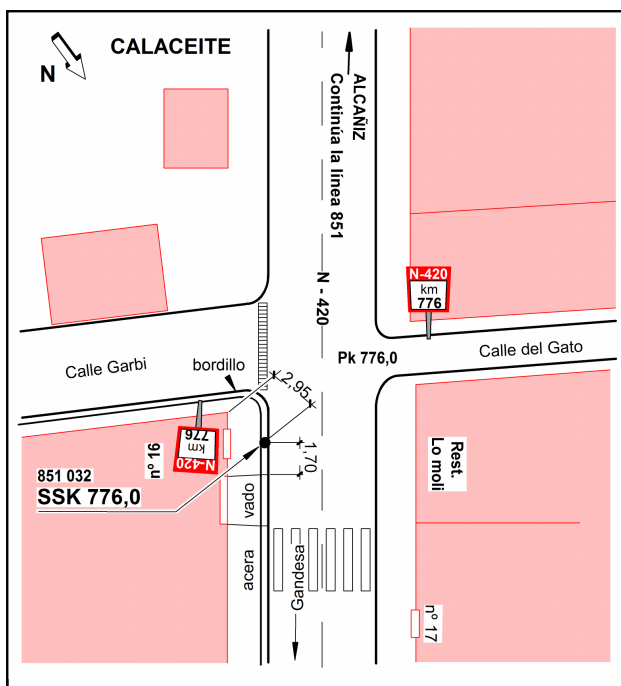 CALACEITE
N
ALCAÑIZ
Continúa la línea 851
N - 420
N-420
km
776
Calle Garbi
bordillo
2,95
Pk 776,0
Calle del Gato
N-420
km
776
nº 16
1,70
Rest.
Lo moli
851 032
SSK 776,0
vado
acera
Gandesa
nº 17